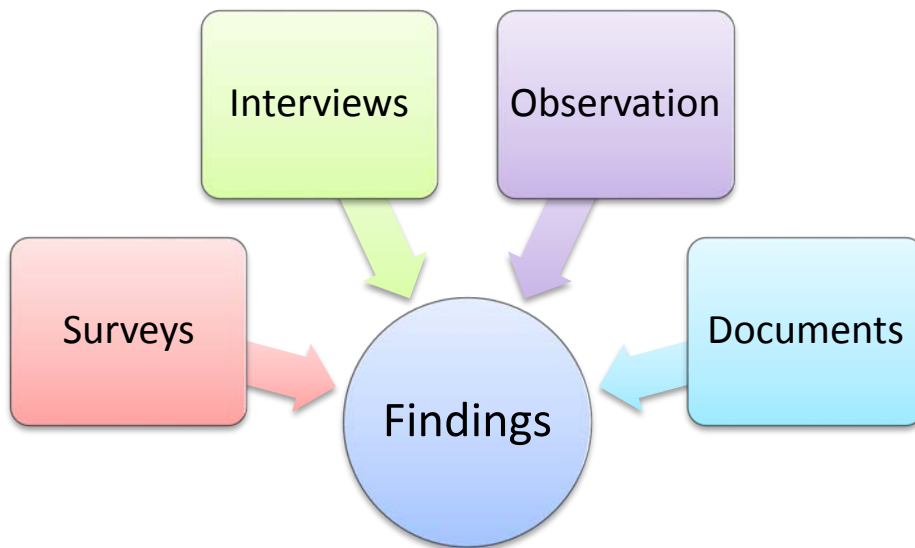 Interviews
Observation
Surveys
Documents
Findings